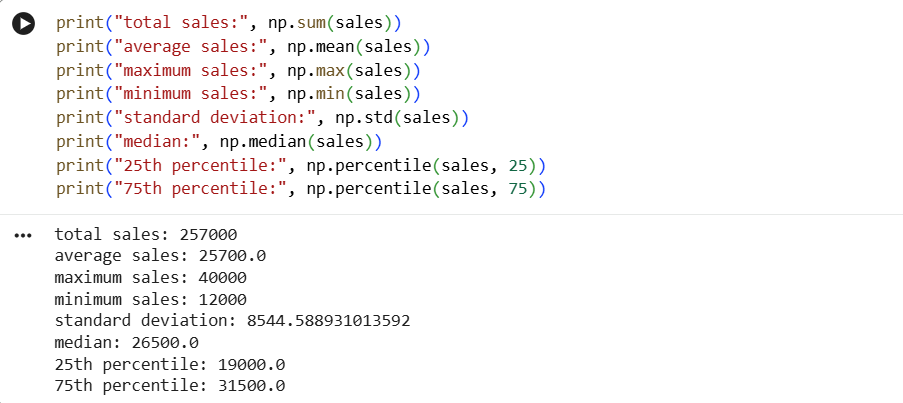 print("total sales:", np.sum(sales))
print("average sales:", np.mean(sales))
print("maximum sales:", np.max(sales))
print("minimum sales:", np.min(sales))
print("standard deviation:", np.std(sales))
print("median:", np.median(sales))
print("25th percentile:", np.percentile(sales, 25))
print("75th percentile:", np.percentile(sales, 75))
total sales: 257000
average sales: 25700.0
maximum sales: 40000
minimum sales: 12000
standard deviation: 8544.588931013592
median: 26500.0
25th percentile: 19000.0
75th percentile: 31500.0